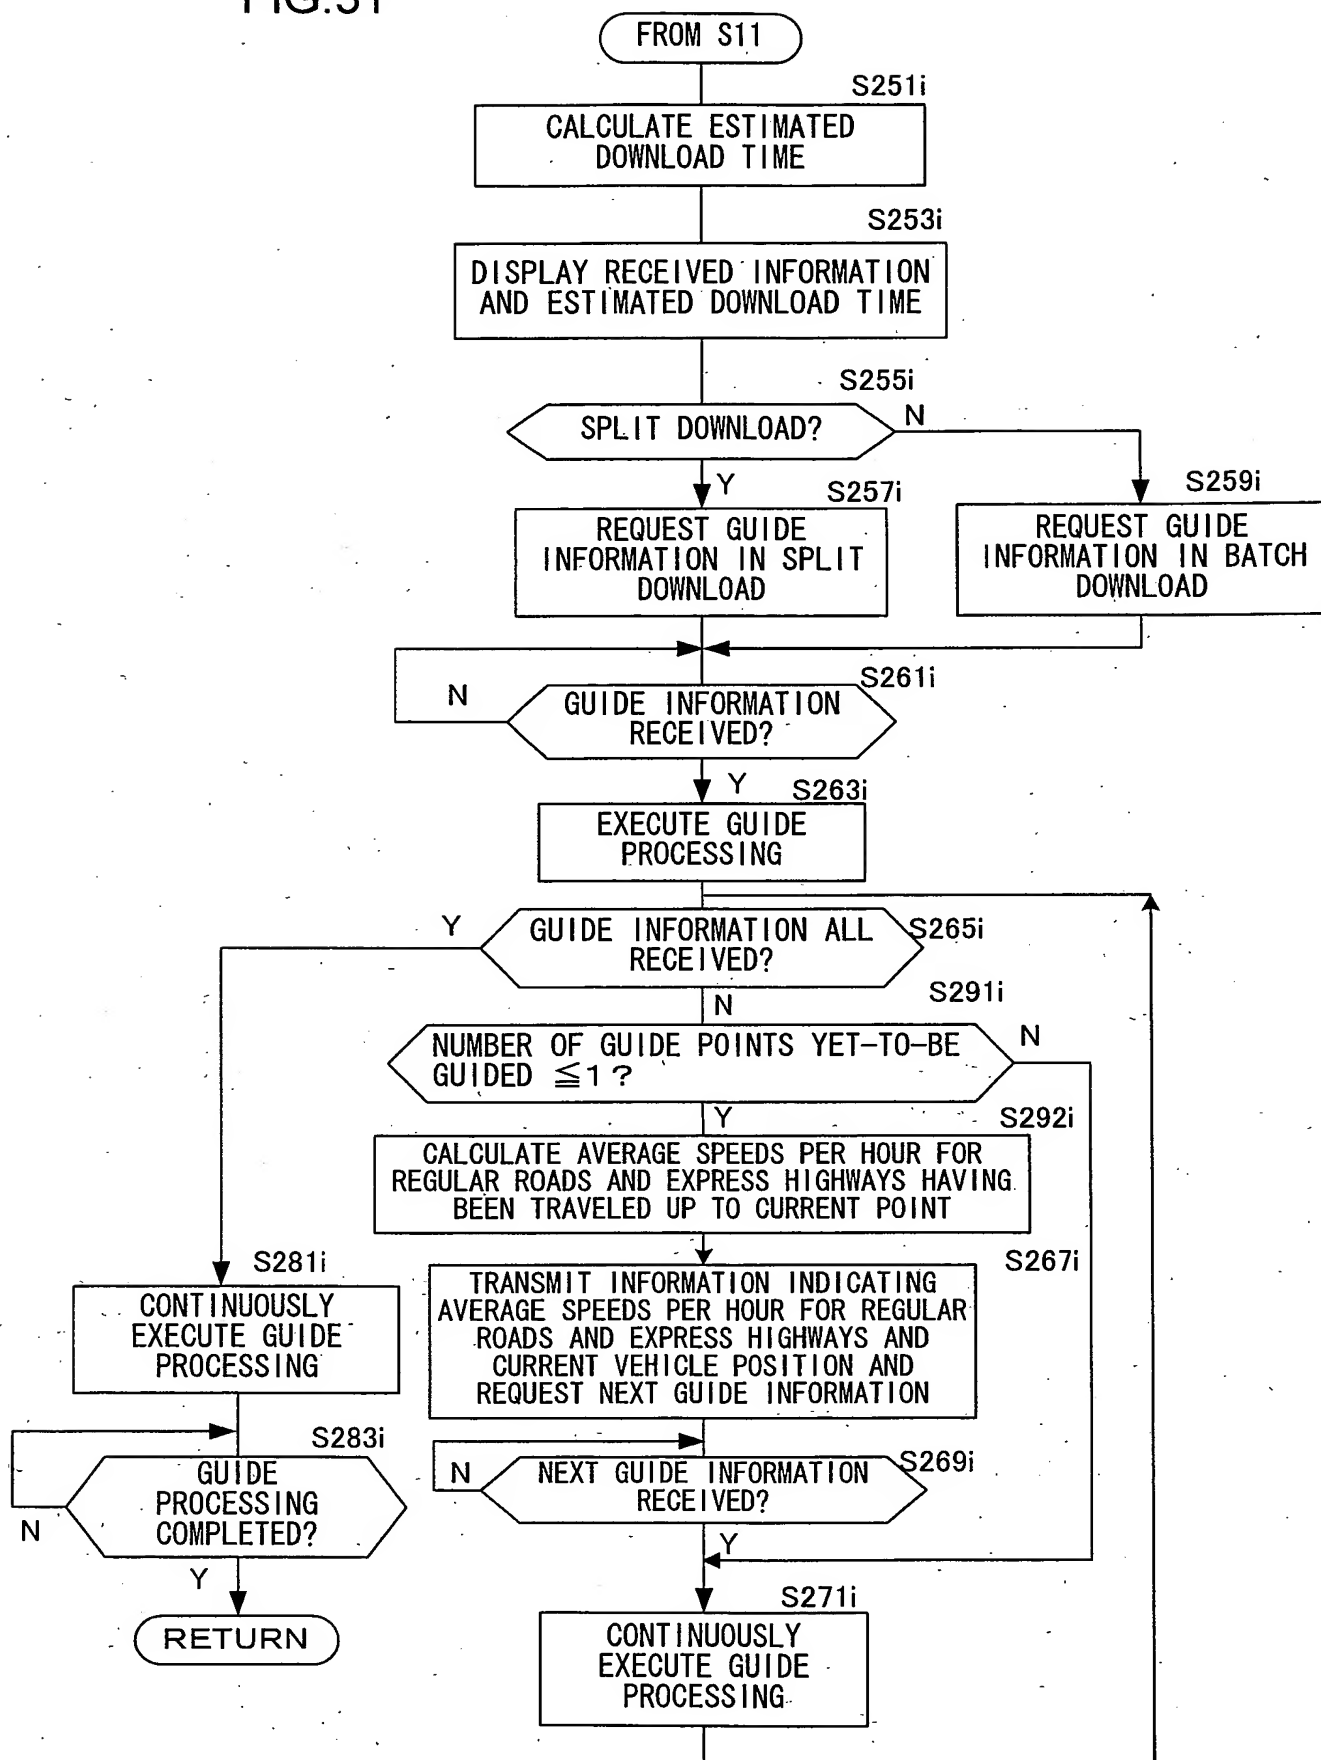 FIG.31
FROM S11
S251i
CALCULATE ESTIMATED
DOWNLOAD TIME
S253i
DISPLAY RECEIVED INFORMATION
AND ESTIMATED DOWNLOAD TIME
S255i
SPLIT DOWNLOAD?
N
Y
S257i
REQUEST GUIDE
INFORMATION IN SPLIT
DOWNLOAD
S259i
REQUEST GUIDE
INFORMATION IN BATCH
DOWNLOAD
S261i
N
GUIDE INFORMATION
RECEIVED?
Y
S263i
EXECUTE GUIDE
PROCESSING
Y
GUIDE INFORMATION ALL
RECEIVED?
S265i
N
S291i
NUMBER OF GUIDE POINTS YET-TO-BE
GUIDED ≦1?
N
Y
S292i
CALCULATE AVERAGE SPEEDS PER HOUR FOR
REGULAR ROADS AND EXPRESS HIGHWAYS HAVING
BEEN TRAVELED UP TO CURRENT POINT
S267i
TRANSMIT INFORMATION INDICATING
AVERAGE SPEEDS PER HOUR FOR REGULAR
ROADS AND EXPRESS HIGHWAYS AND
CURRENT VEHICLE POSITION AND
REQUEST NEXT GUIDE INFORMATION
S281i
CONTINUOUSLY
EXECUTE GUIDE
PROCESSING
S283i
GUIDE
PROCESSING
COMPLETED?
N
Y
RETURN
S269i
N
NEXT GUIDE INFORMATION
RECEIVED?
Y
S271i
CONTINUOUSLY
EXECUTE GUIDE
PROCESSING